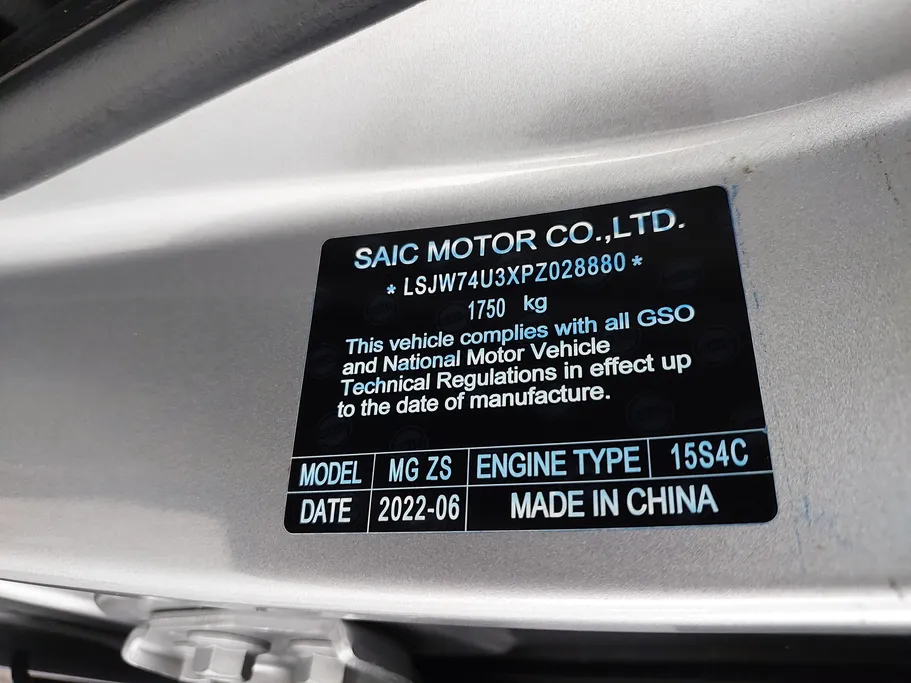 SAIC MOTOR CO.,LTD.
* LSJW74U3XPZ028880 *
1750 kg
This vehicle complies with all GSO
and National Motor Vehicle
Technical Regulations in effect up
to the date of manufacture.
MODEL MG ZS ENGINE TYPE 15S4C
DATE 2022-06 MADE IN CHINA